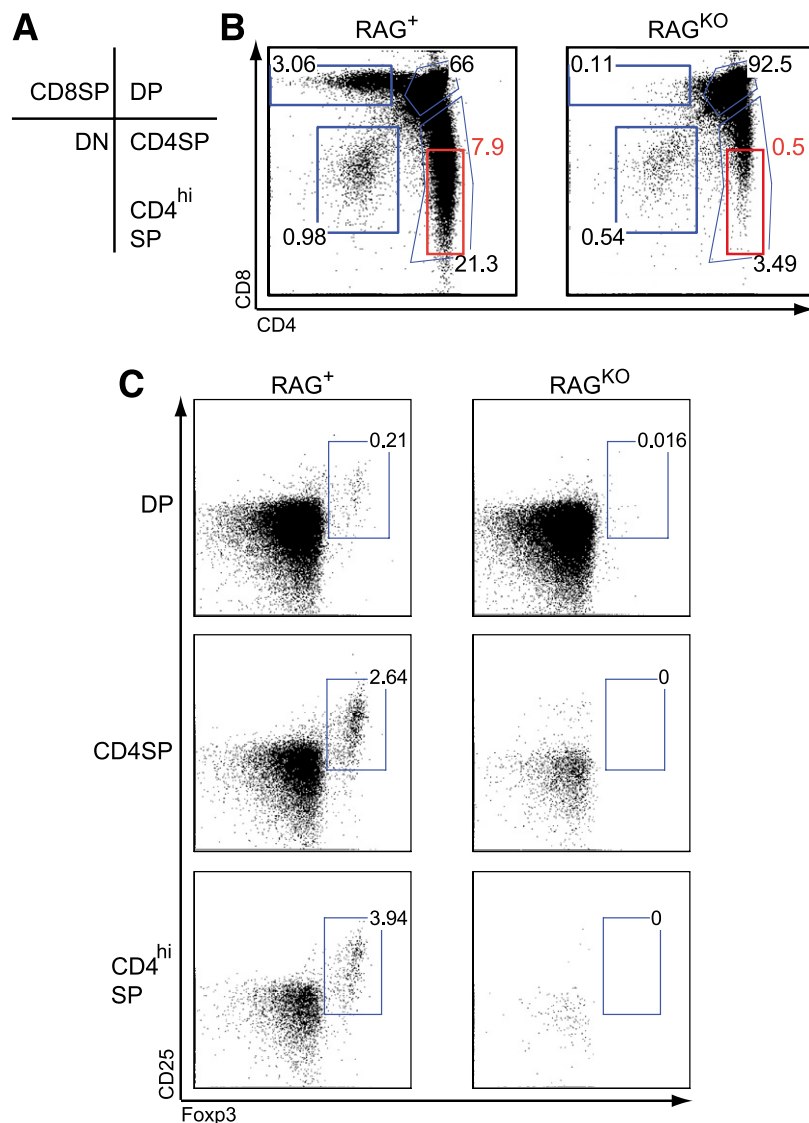 A
CD8SP DP
DN CD4SP
CD4hi
SP
B
RAG+ RAGKO
3.06 66
7.9
0.98
21.3
0.11 92.5
0.5
0.54
3.49
CD8
CD4
C
RAG+ RAGKO
DP
0.21 0.016
CD4SP
2.64 0
CD4hi
SP
3.94 0
CD25
Foxp3